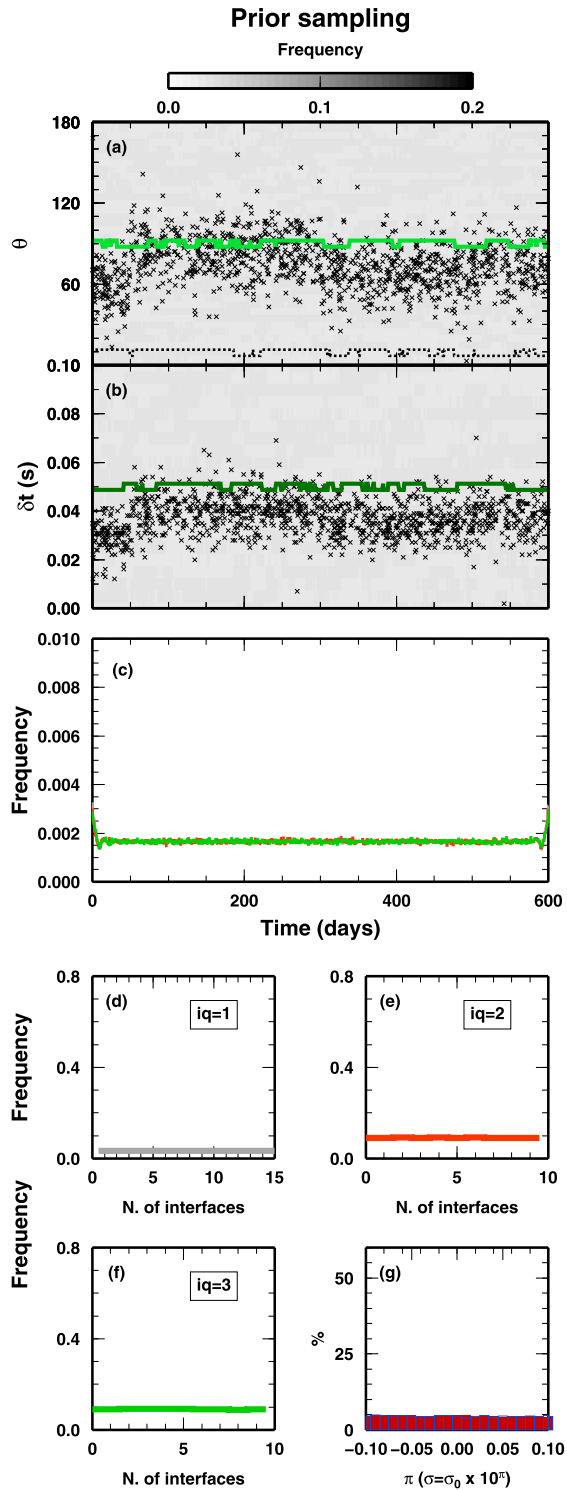 Prior sampling
Frequency
0.0 0.1 0.2
(a)
180
120
60
θ
(b)
0.10
0.08
0.06
0.04
0.02
0.00
δt (s)
(c)
0.010
0.008
0.006
0.004
0.002
0.000
Frequency
0 200 400 600
Time (days)
(d)
iq=1
0.8
0.4
0.0
Frequency
0 5 10 15
N. of interfaces
(e)
iq=2
0.8
0.4
0.0
0 5 10
N. of interfaces
(f)
iq=3
0.8
0.4
0.0
Frequency
0 5 10
N. of interfaces
(g)
50
25
0
%
−0.10 −0.05 0.00 0.05 0.10
π (σ=σ₀ x 10^π)